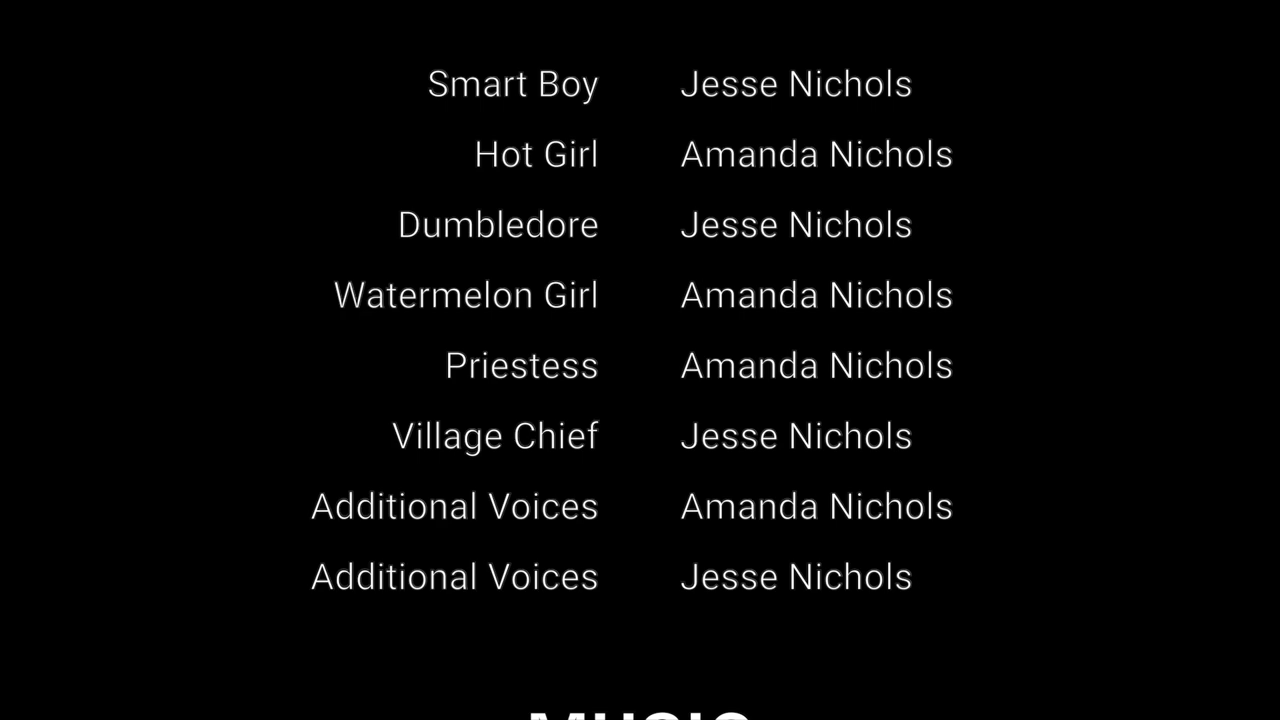 Smart Boy Jesse Nichols
Hot Girl Amanda Nichols
Dumbledore Jesse Nichols
Watermelon Girl Amanda Nichols
Priestess Amanda Nichols
Village Chief Jesse Nichols
Additional Voices Amanda Nichols
Additional Voices Jesse Nichols
MUSIC